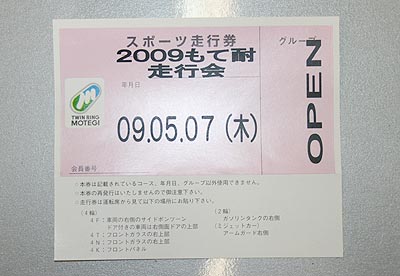 スポーツ走行券
グループ
2009もて耐
走行会
年月日
TWIN RING
MOTEGI
09.05.07 (木)
OPEN
会員番号
※本券は記載されているコース、年月日、グループ以外使用できません。
※本券の再発行はいたしませんので御注意下さい。
※走行券は運転席から見て以下の場所にお貼り下さい。
(4輪)
4F:車両の右側のサイドポンツーン
ドア付きの車両は右側面ドアの上部
4T:フロントガラスの右上部
4N:フロントガラスの右上部
4K:フロントパネル
(2輪)
ガソリンタンクの右側
(ミジェットカー)
アームガード右側